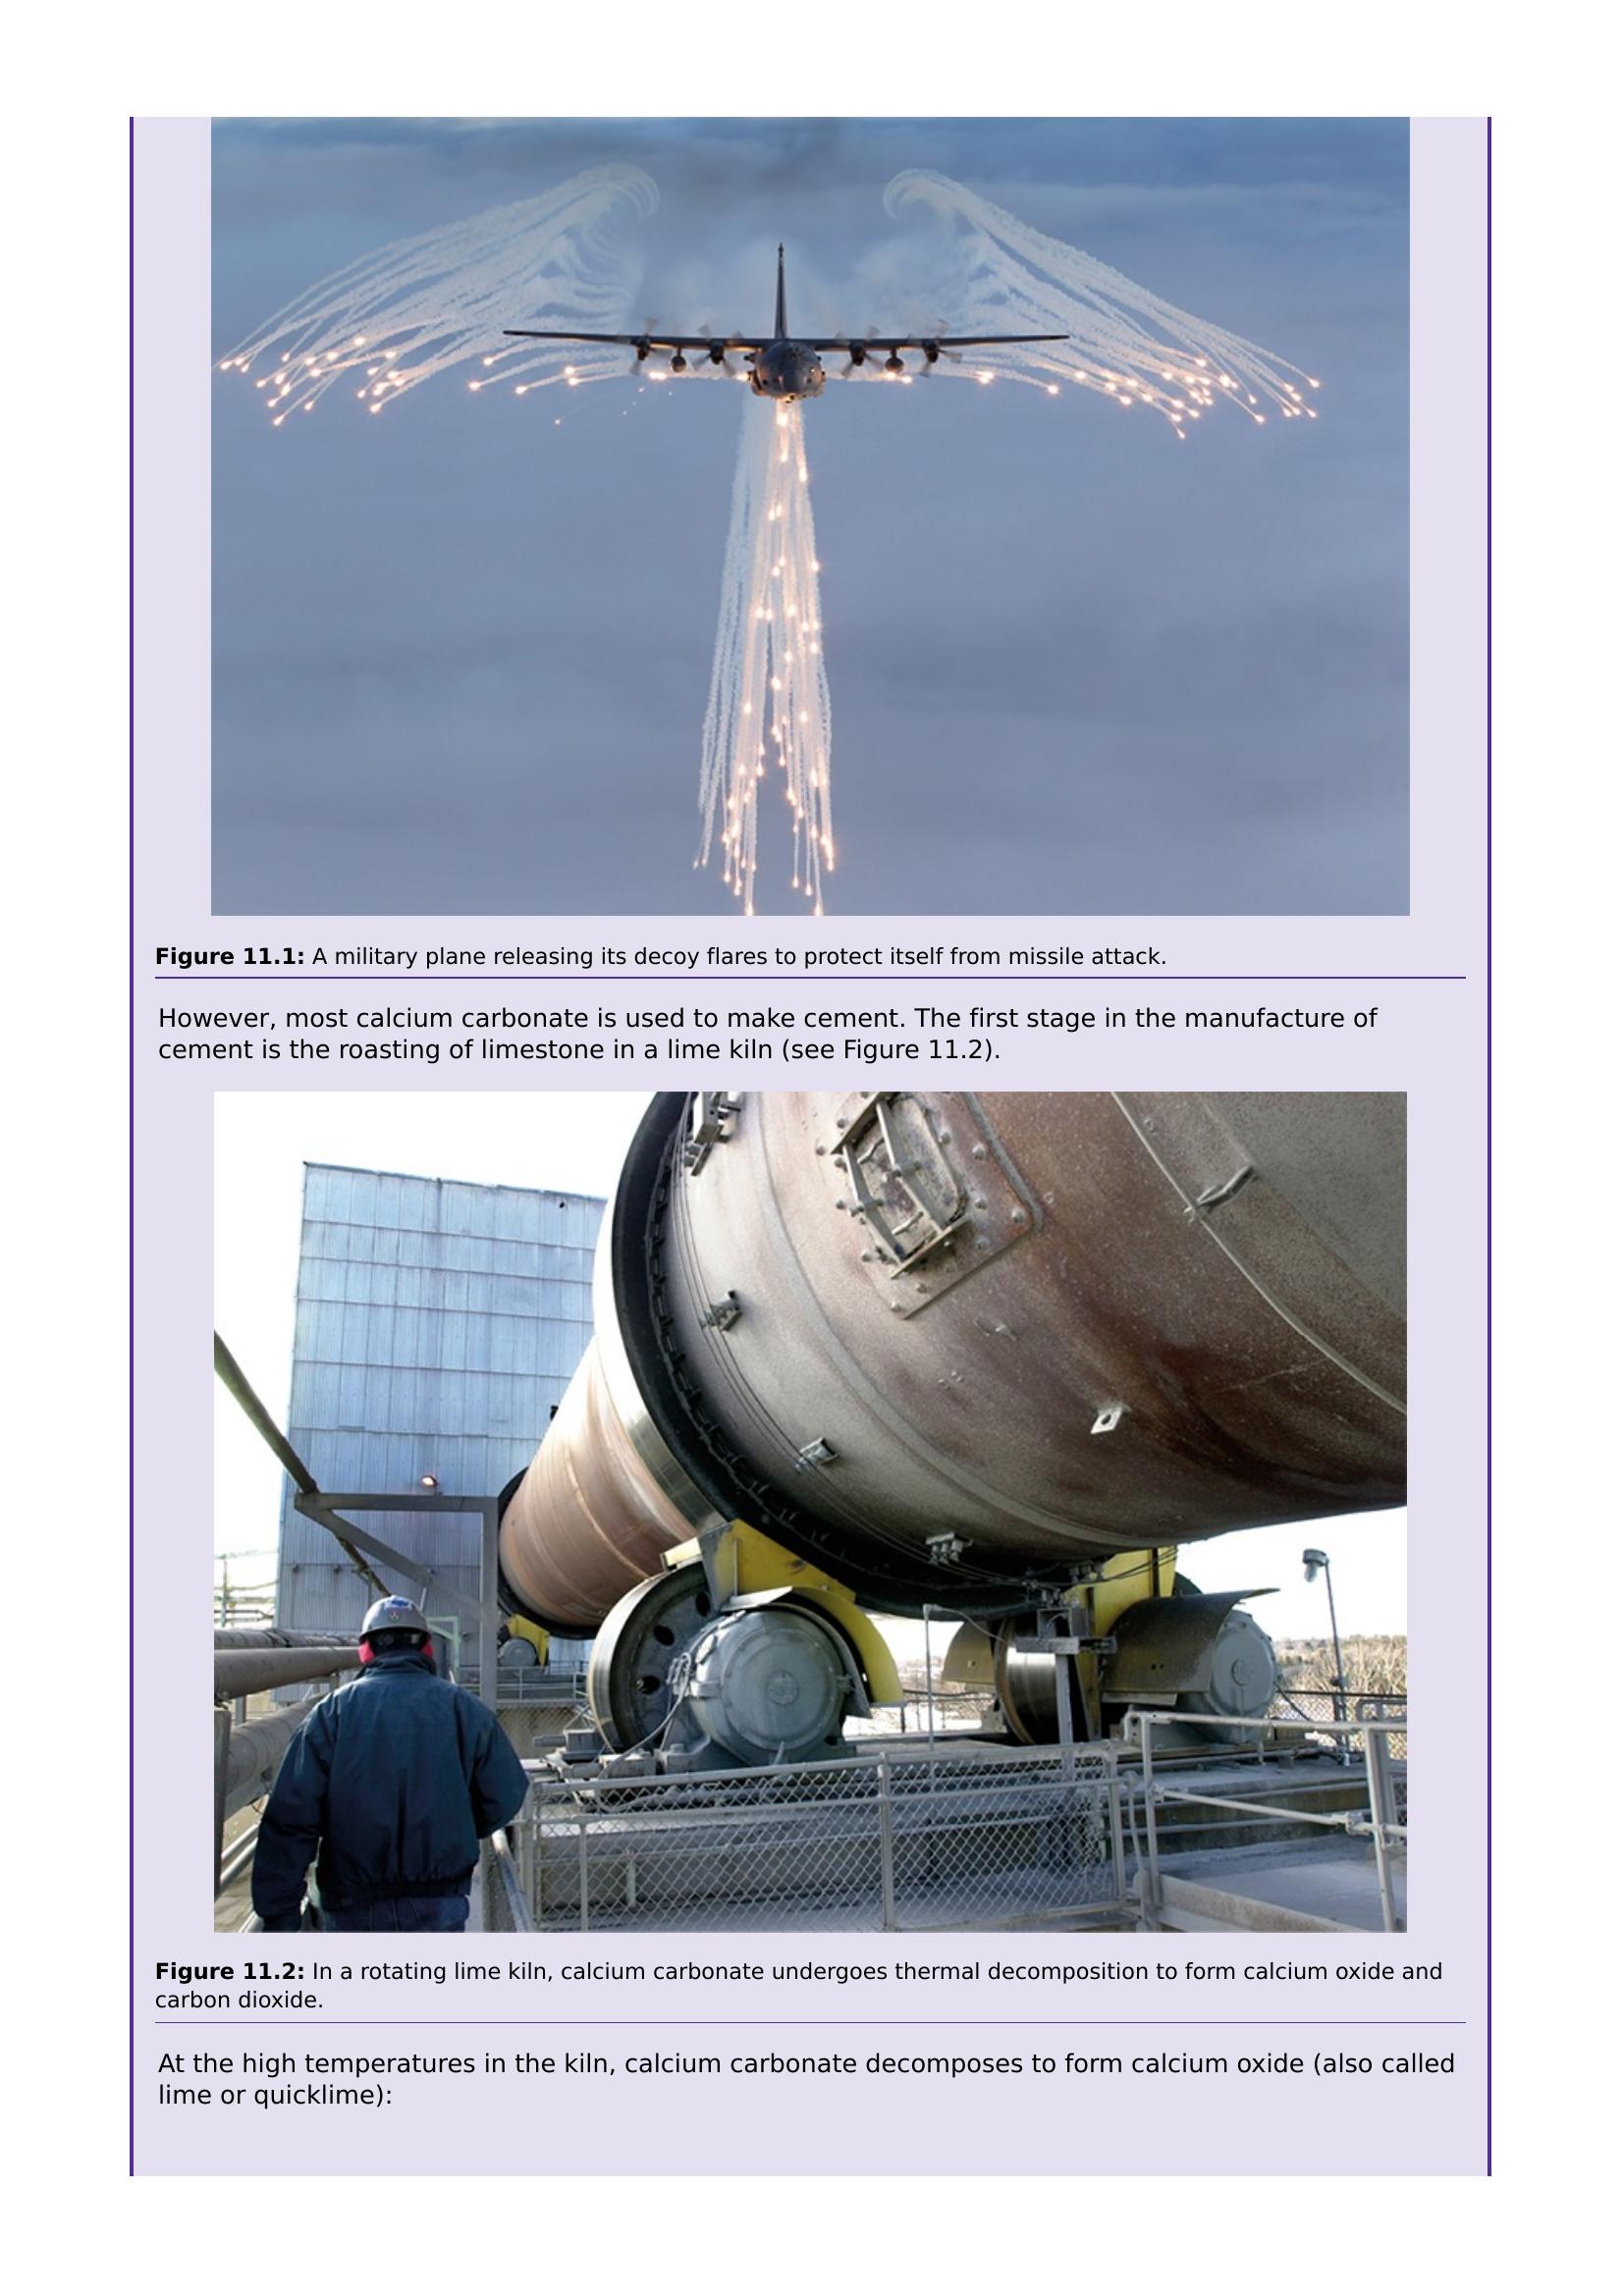 Figure 11.1: A military plane releasing its decoy flares to protect itself from missile attack.
However, most calcium carbonate is used to make cement. The first stage in the manufacture of
cement is the roasting of limestone in a lime kiln (see Figure 11.2).
Figure 11.2: In a rotating lime kiln, calcium carbonate undergoes thermal decomposition to form calcium oxide and
carbon dioxide.
At the high temperatures in the kiln, calcium carbonate decomposes to form calcium oxide (also called
lime or quicklime):